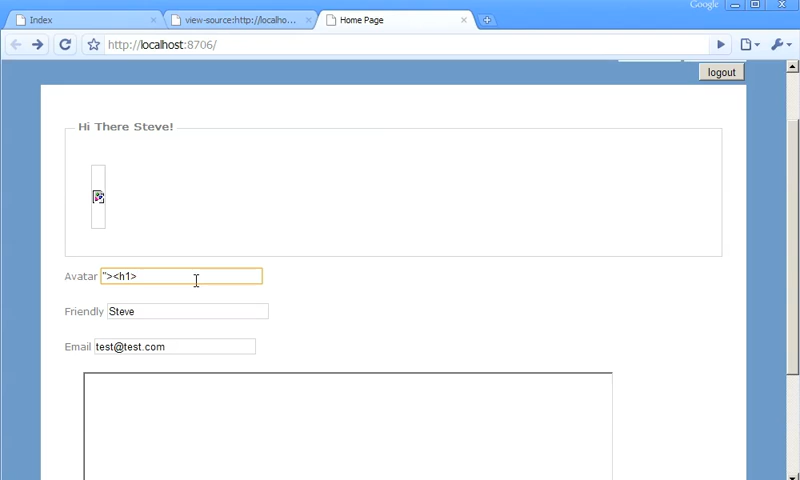 Google
Index
view-source:http://localho...
Home Page
http://localhost:8706/
logout
Hi There Steve!
Avatar "><h1>
Friendly Steve
Email test@test.com